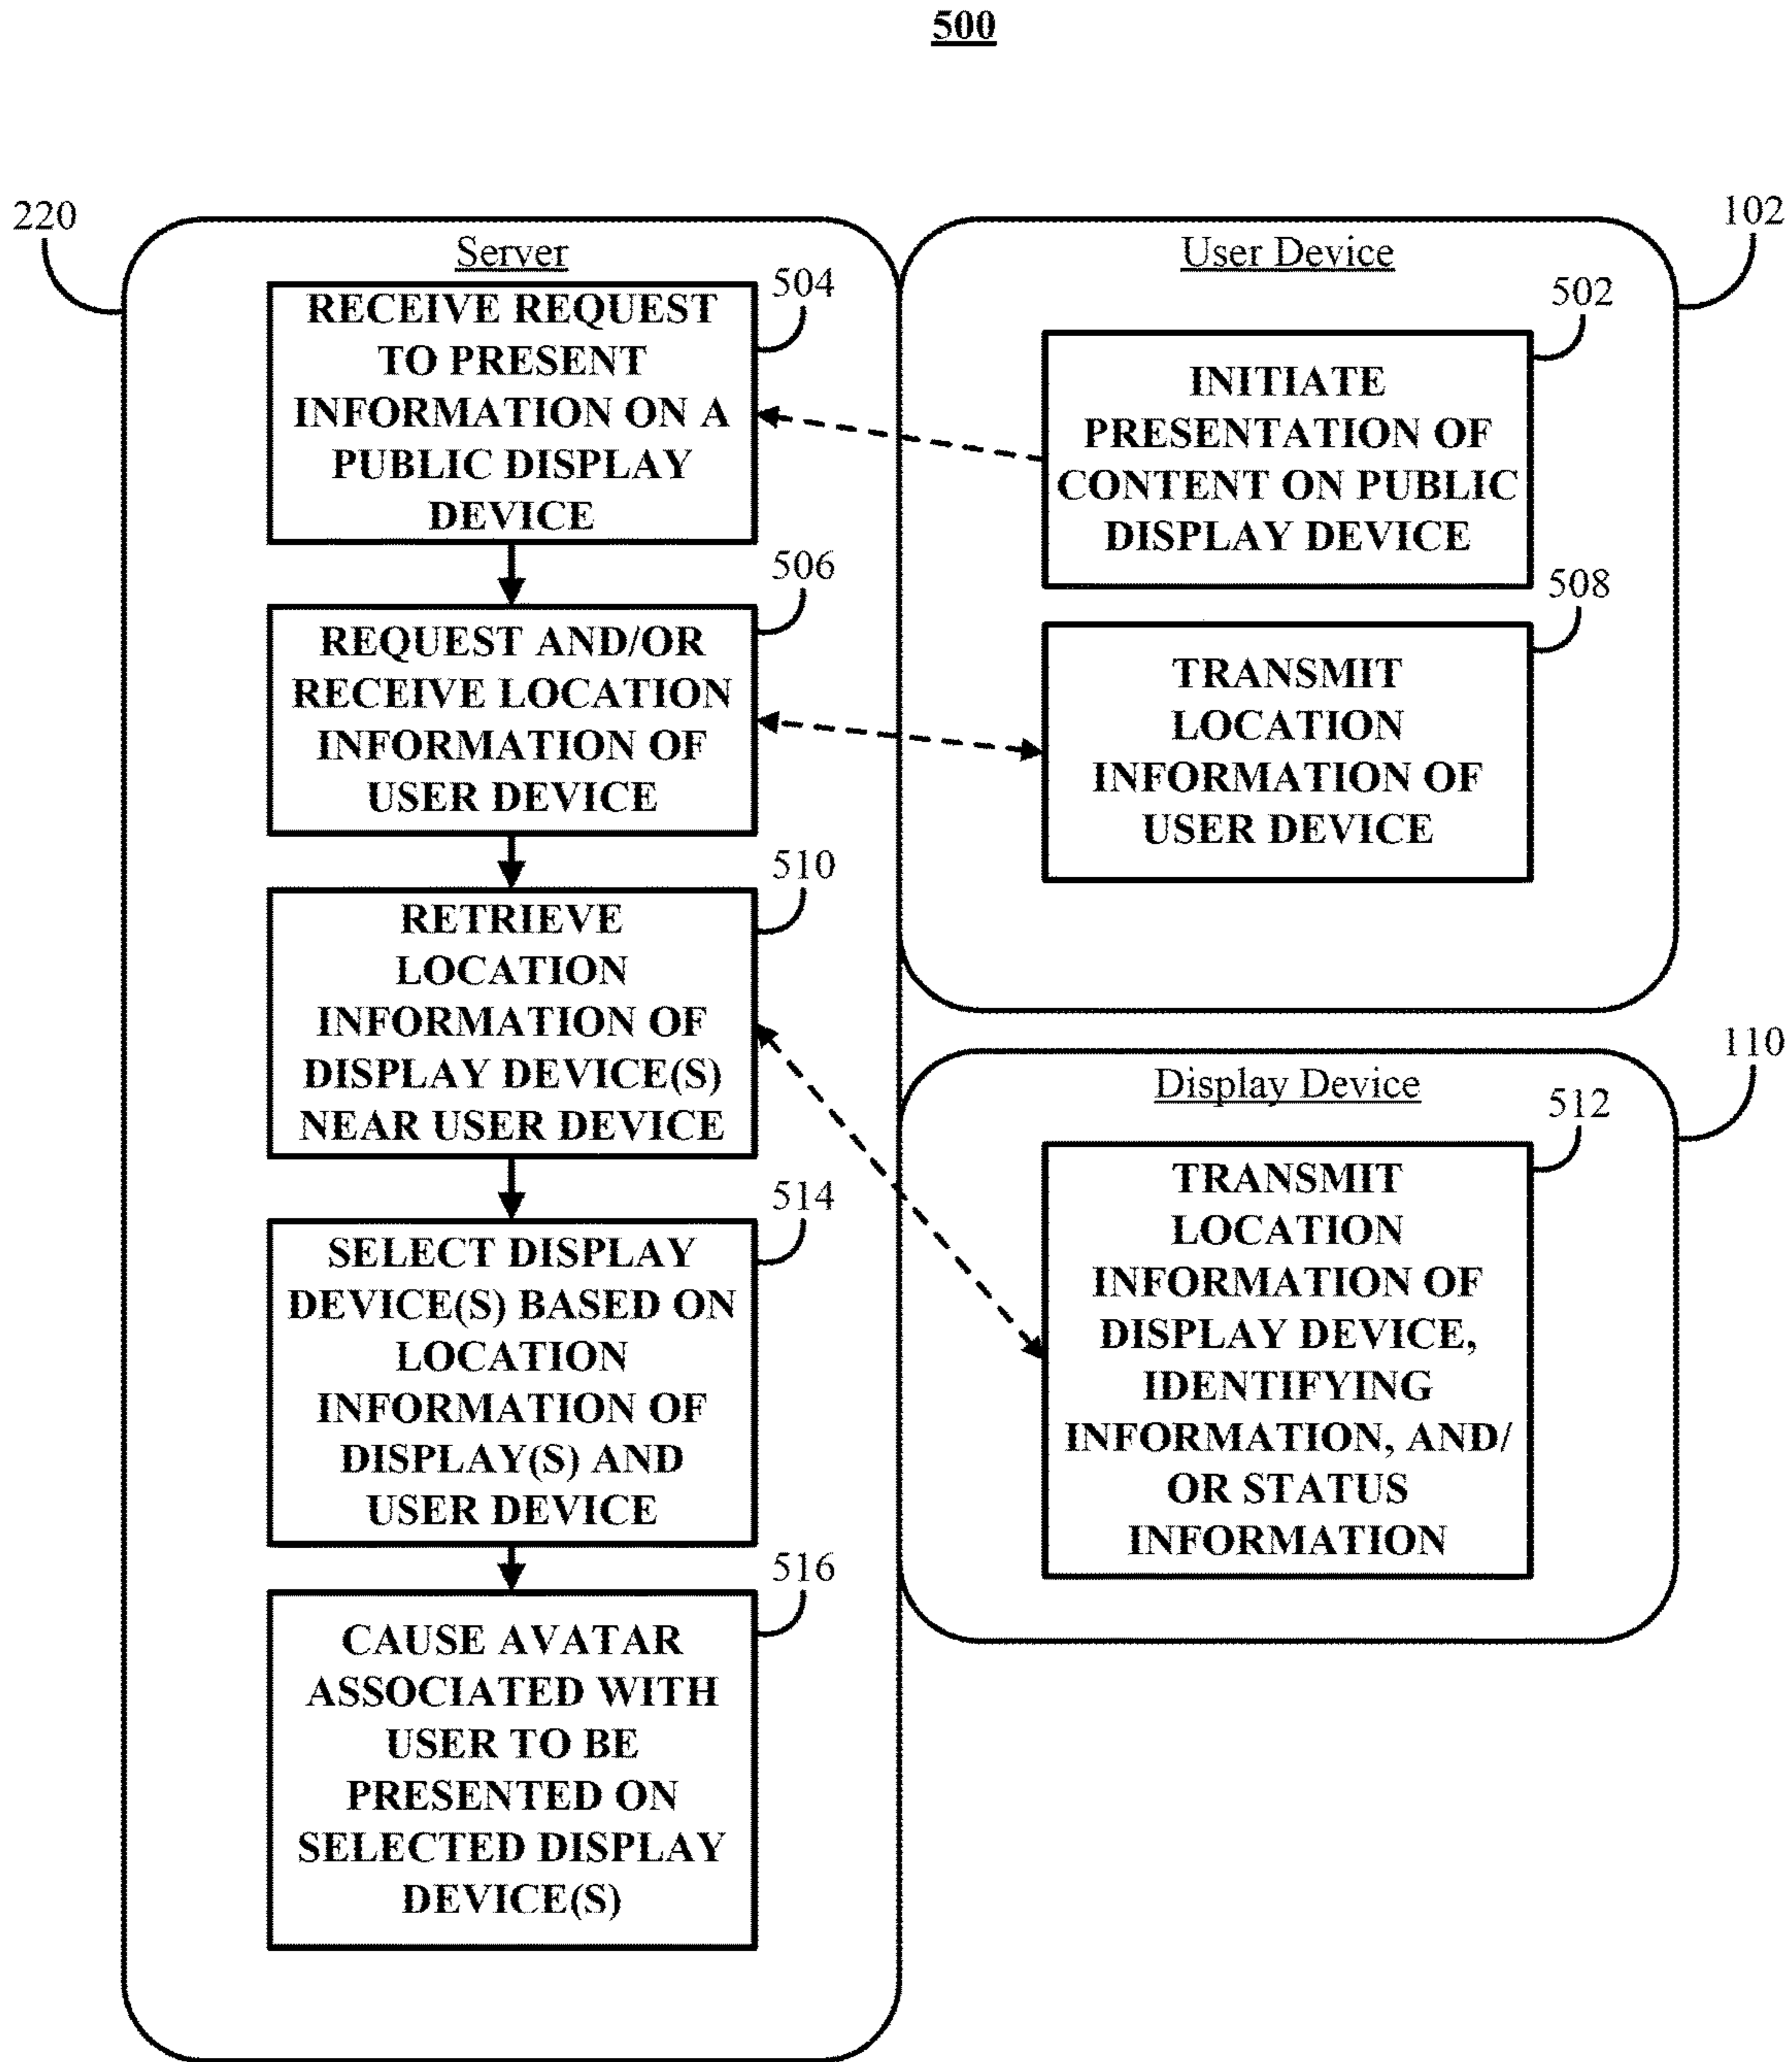 500
220
Server
504
RECEIVE REQUEST
TO PRESENT
INFORMATION ON A
PUBLIC DISPLAY
DEVICE
506
REQUEST AND/OR
RECEIVE LOCATION
INFORMATION OF
USER DEVICE
510
RETRIEVE
LOCATION
INFORMATION OF
DISPLAY DEVICE(S)
NEAR USER DEVICE
514
SELECT DISPLAY
DEVICE(S) BASED ON
LOCATION
INFORMATION OF
DISPLAY(S) AND
USER DEVICE
516
CAUSE AVATAR
ASSOCIATED WITH
USER TO BE
PRESENTED ON
SELECTED DISPLAY
DEVICE(S)
User Device
102
502
INITIATE
PRESENTATION OF
CONTENT ON PUBLIC
DISPLAY DEVICE
508
TRANSMIT
LOCATION
INFORMATION OF
USER DEVICE
Display Device
110
512
TRANSMIT
LOCATION
INFORMATION OF
DISPLAY DEVICE,
IDENTIFYING
INFORMATION, AND/
OR STATUS
INFORMATION